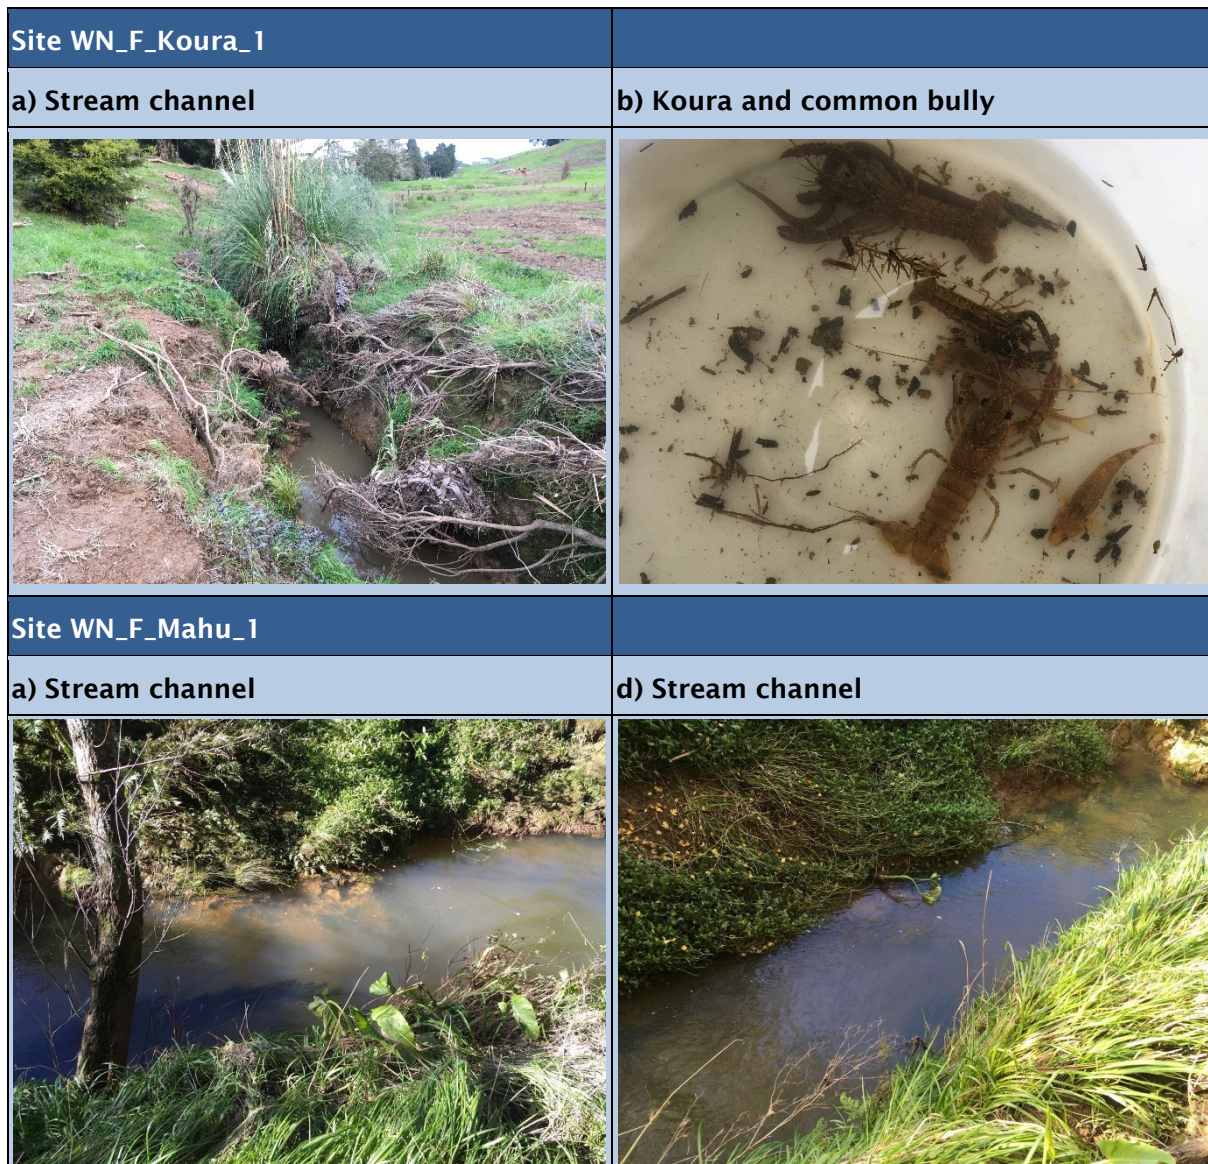 Site WN_F_Koura_1
a) Stream channel
b) Koura and common bully
Site WN_F_Mahu_1
a) Stream channel
d) Stream channel